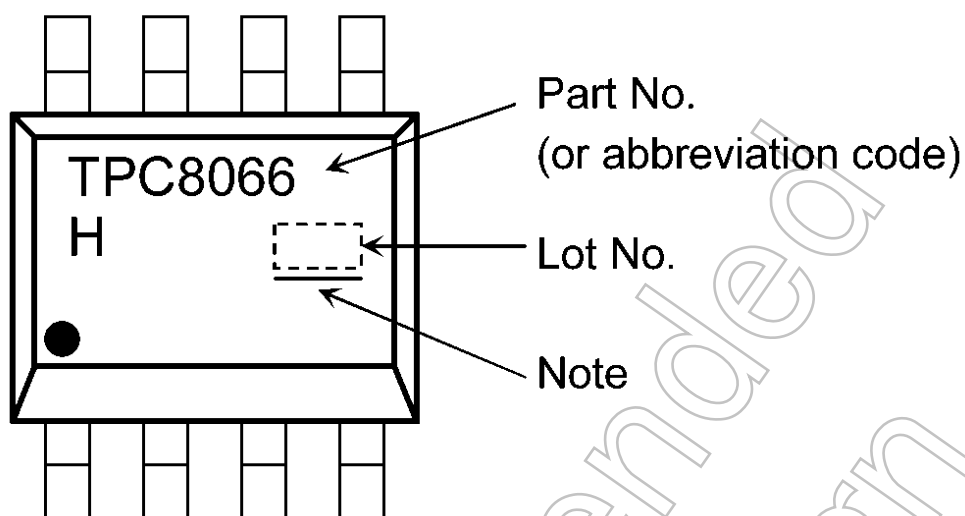 TPC8066
H
Part No.
(or abbreviation code)
Lot No.
Note